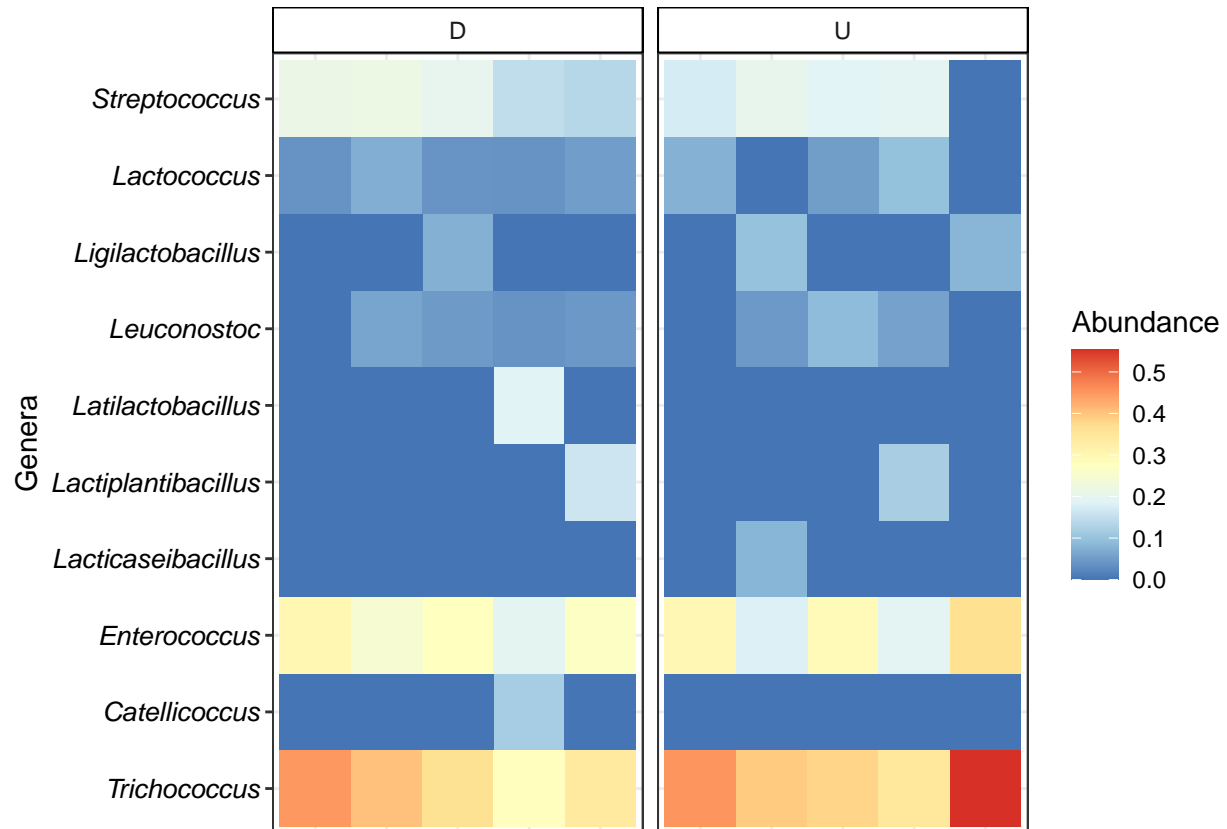 D
U
Streptococcus
Lactococcus
Ligilactobacillus
Leuconostoc
Latilactobacillus
Lactiplantibacillus
Lacticaseibacillus
Enterococcus
Catellicoccus
Trichococcus
Genera
Abundance
0.5
0.4
0.3
0.2
0.1
0.0